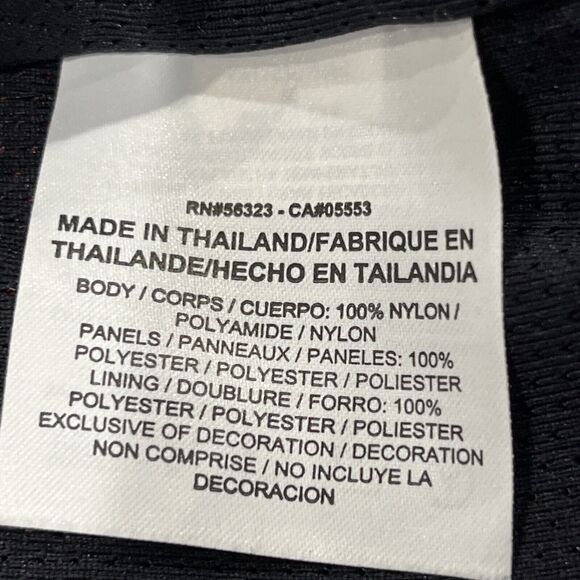 RN#56323 - CA#05553
MADE IN THAILAND/FABRIQUE EN
THAILANDE/HECHO EN TAILANDIA
BODY / CORPS / CUERPO: 100% NYLON /
POLYAMIDE / NYLON
PANELS / PANNEAUX / PANELES: 100%
POLYESTER / POLYESTER / POLIESTER
LINING / DOUBLURE / FORRO: 100%
POLYESTER / POLYESTER / POLIESTER
EXCLUSIVE OF DECORATION / DECORATION
NON COMPRISE / NO INCLUYE LA
DECORACION